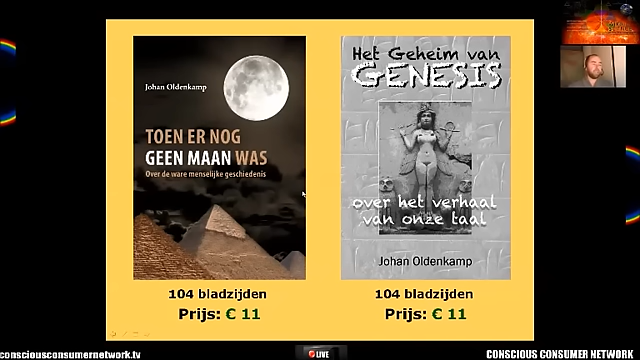 Johan Oldenkamp
TOEN ER NOG
GEEN MAAN WAS
Over de ware menselijke geschiedenis
104 bladzijden
Prijs: € 11
Het Geheim van
GENESIS
over het verhaal
van onze taal
Johan Oldenkamp
104 bladzijden
Prijs: € 11
consciousconsumernetwork.tv
LIVE
CONSCIOUS CONSUMER NETWORK